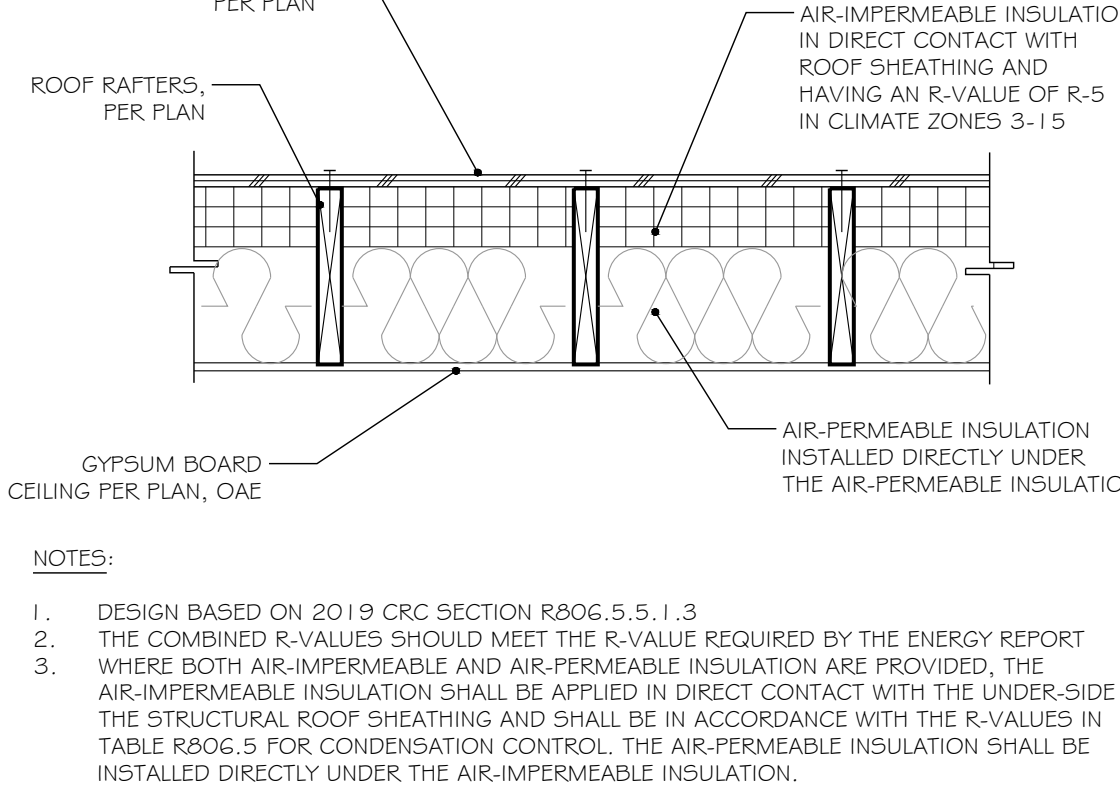 PER PLAN
AIR-IMPERMEABLE INSULATIO
IN DIRECT CONTACT WITH
ROOF SHEATHING AND
HAVING AN R-VALUE OF R-5
IN CLIMATE ZONES 3-15
ROOF RAFTERS,
PER PLAN
AIR-PERMEABLE INSULATION
INSTALLED DIRECTLY UNDER
THE AIR-PERMEABLE INSULATIO
GYPSUM BOARD
CEILING PER PLAN, OAE
NOTES:
1. DESIGN BASED ON 2019 CRC SECTION R806.5.5.1.3
2. THE COMBINED R-VALUES SHOULD MEET THE R-VALUE REQUIRED BY THE ENERGY REPORT
3. WHERE BOTH AIR-IMPERMEABLE AND AIR-PERMEABLE INSULATION ARE PROVIDED, THE
AIR-IMPERMEABLE INSULATION SHALL BE APPLIED IN DIRECT CONTACT WITH THE UNDER-SIDE
THE STRUCTURAL ROOF SHEATHING AND SHALL BE IN ACCORDANCE WITH THE R-VALUES IN
TABLE R806.5 FOR CONDENSATION CONTROL. THE AIR-PERMEABLE INSULATION SHALL BE
INSTALLED DIRECTLY UNDER THE AIR-IMPERMEABLE INSULATION.